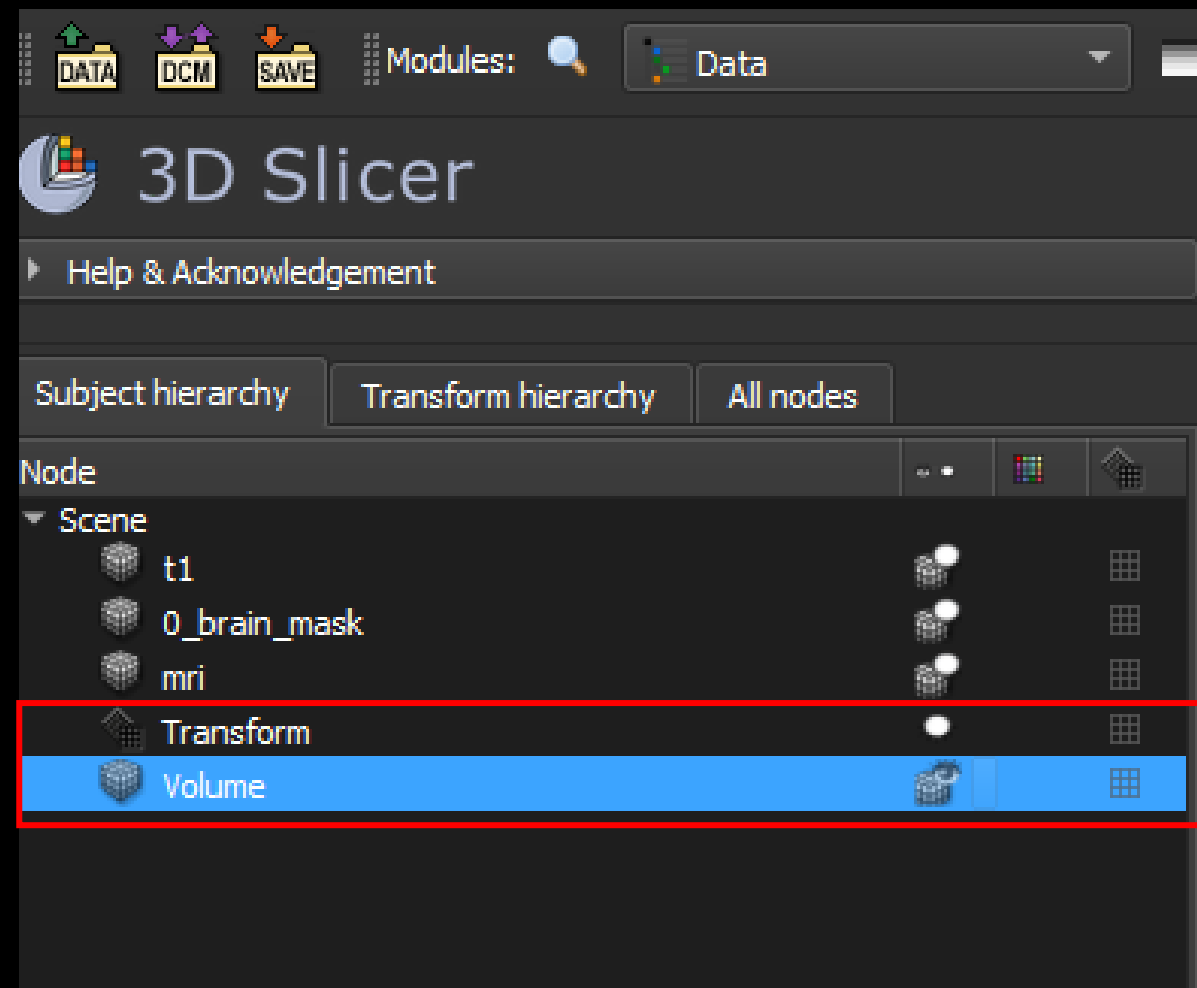 DATA DCM SAVE Modules: Data
3D Slicer
Help & Acknowledgement
Subject hierarchy Transform hierarchy All nodes
Node
Scene
t1
0_brain_mask
mri
Transform
Volume